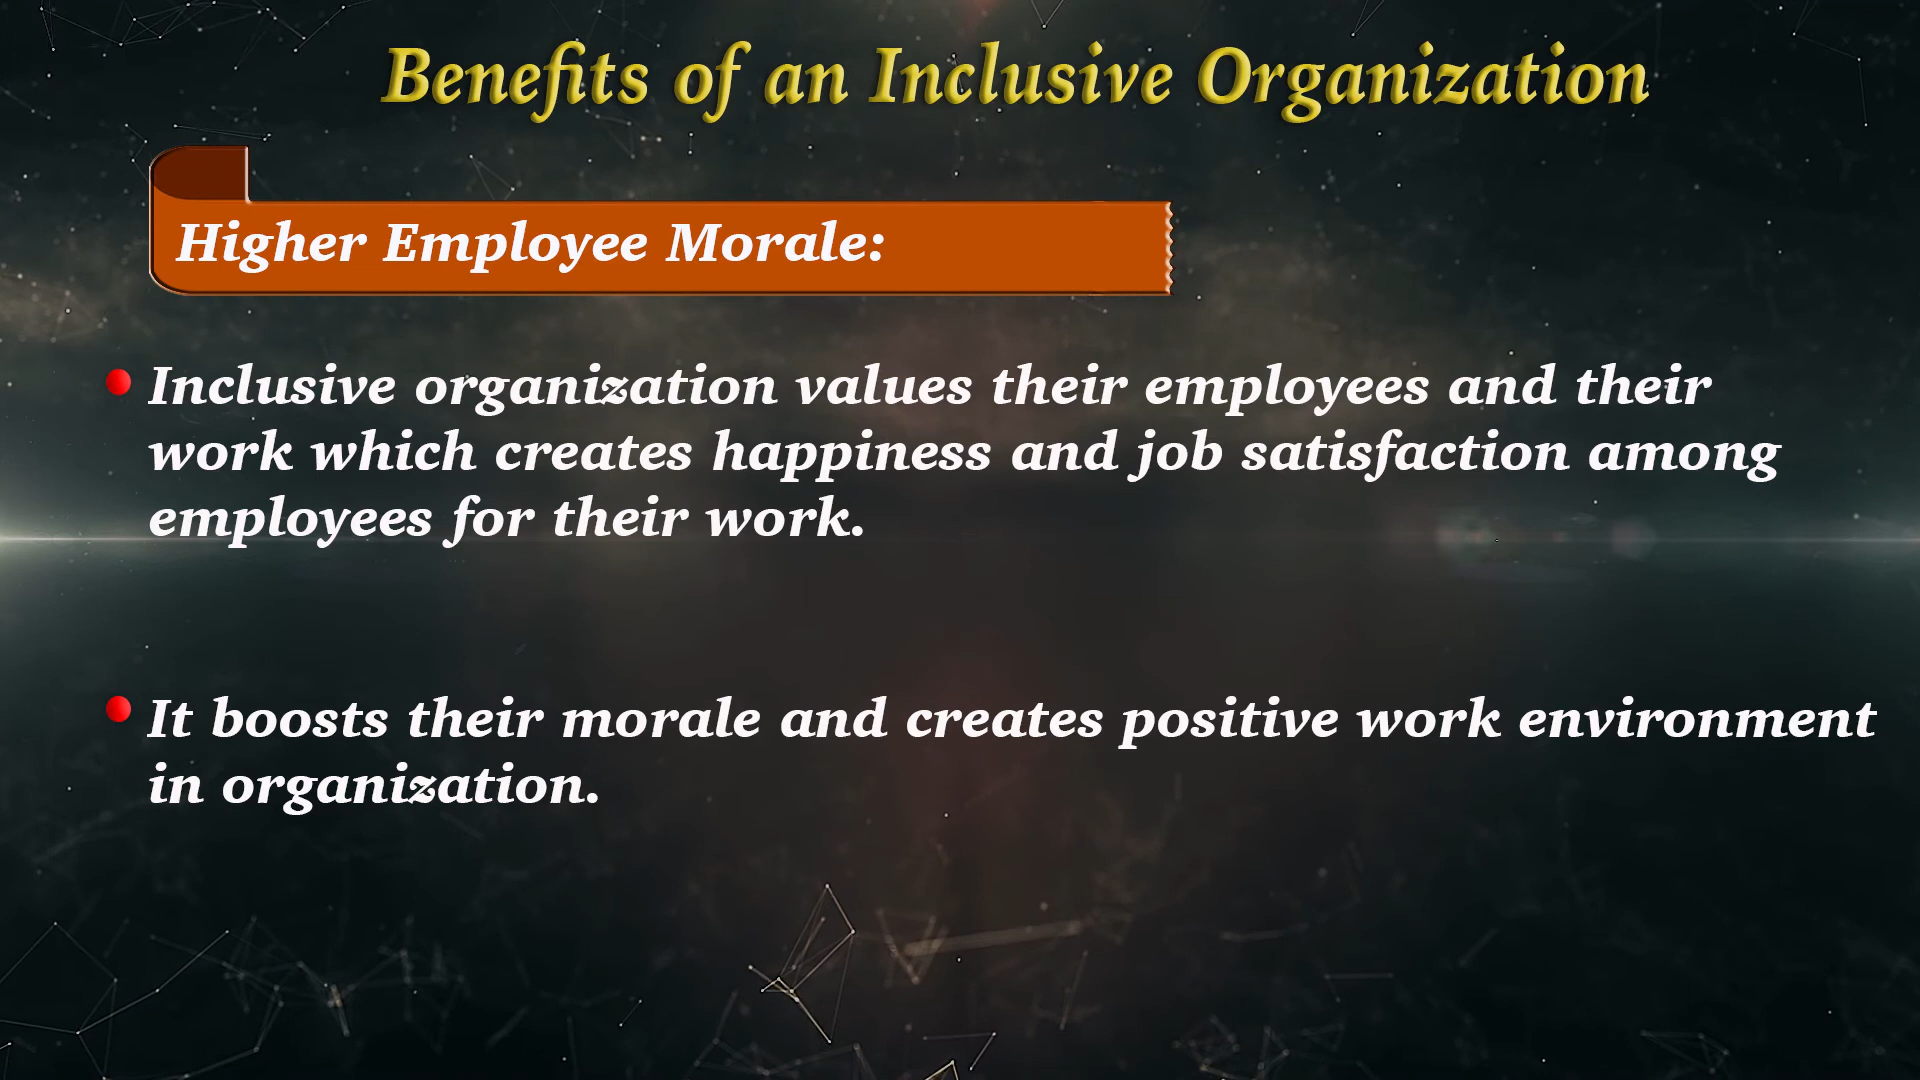 Benefits of an Inclusive Organization
Higher Employee Morale:
Inclusive organization values their employees and their
work which creates happiness and job satisfaction among
employees for their work.
It boosts their morale and creates positive work environment
in organization.